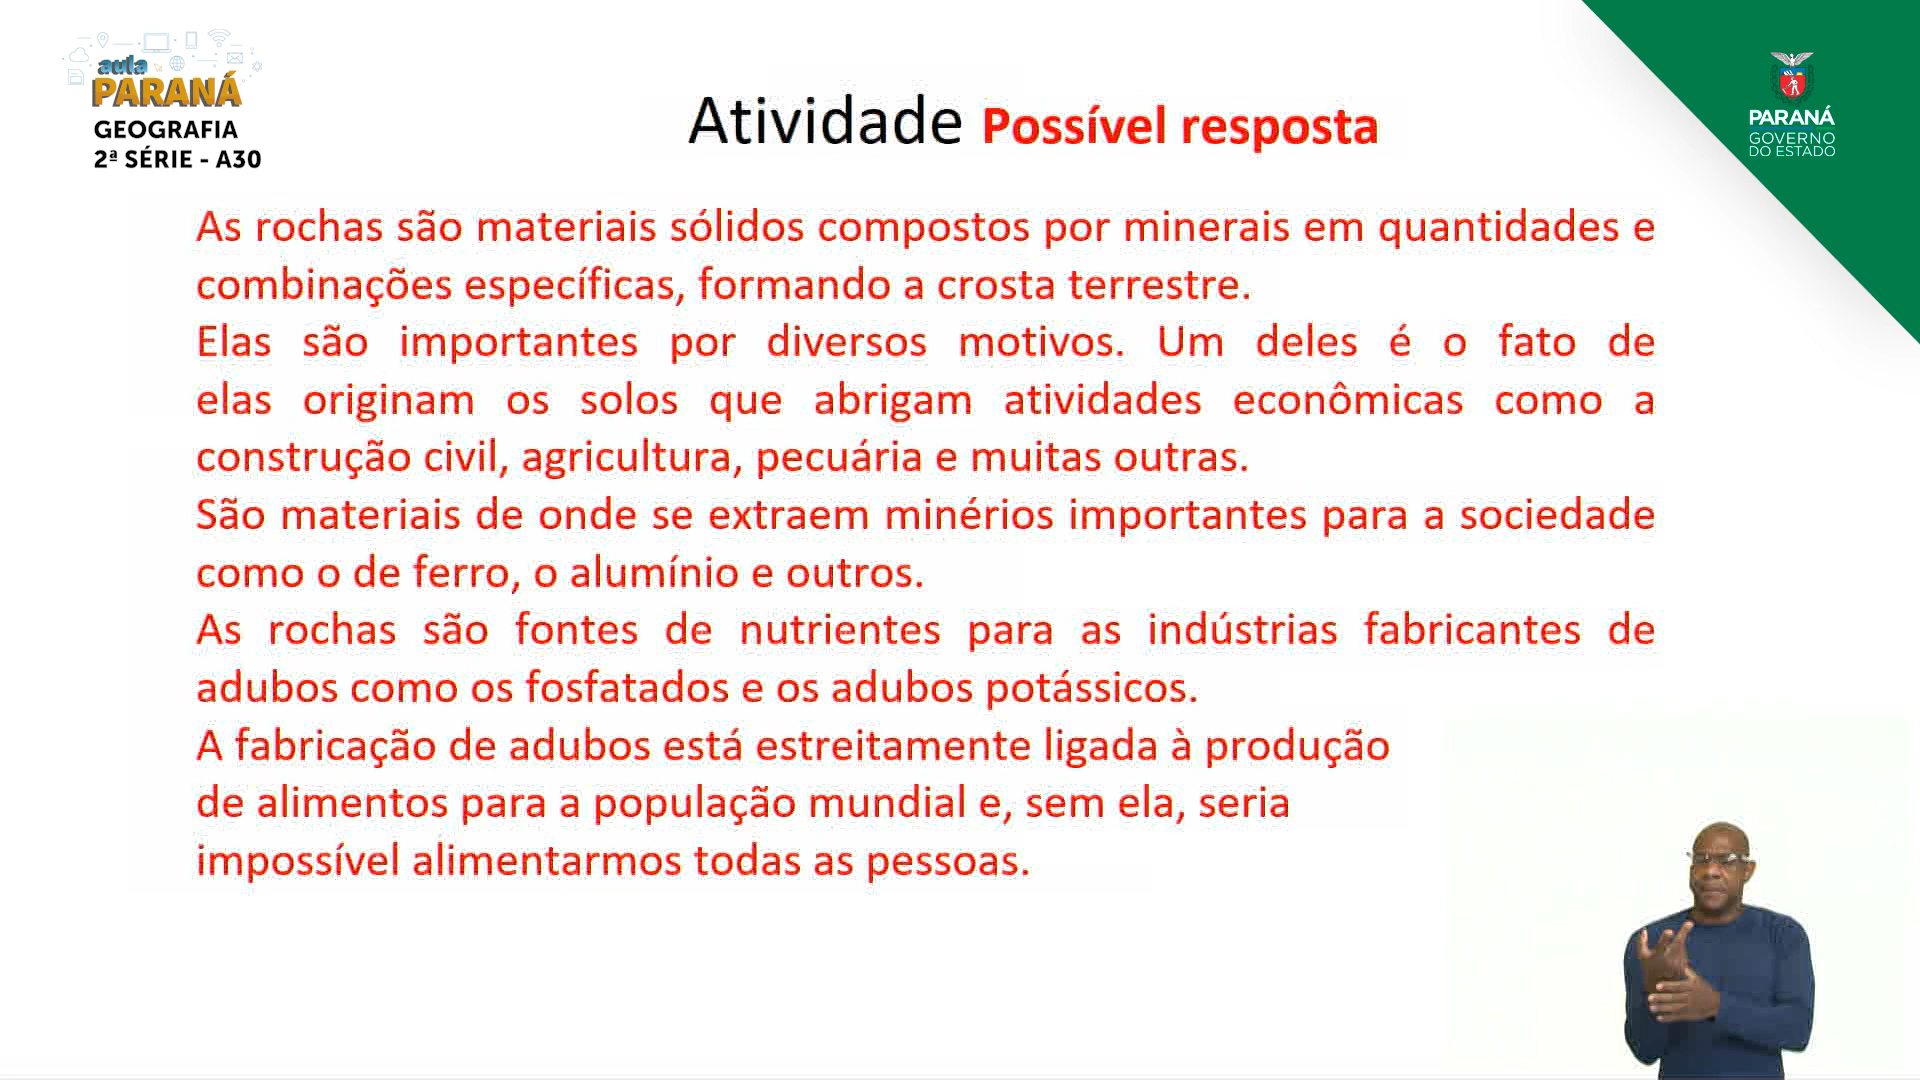 aula
PARANÁ
GEOGRAFIA
2ª SÉRIE - A30
Atividade Possível resposta
PARANÁ
GOVERNO
DO ESTADO
As rochas são materiais sólidos compostos por minerais em quantidades e
combinações específicas, formando a crosta terrestre.
Elas são importantes por diversos motivos. Um deles é o fato de
elas originam os solos que abrigam atividades econômicas como a
construção civil, agricultura, pecuária e muitas outras.
São materiais de onde se extraem minérios importantes para a sociedade
como o de ferro, o alumínio e outros.
As rochas são fontes de nutrientes para as indústrias fabricantes de
adubos como os fosfatados e os adubos potássicos.
A fabricação de adubos está estreitamente ligada à produção
de alimentos para a população mundial e, sem ela, seria
impossível alimentarmos todas as pessoas.